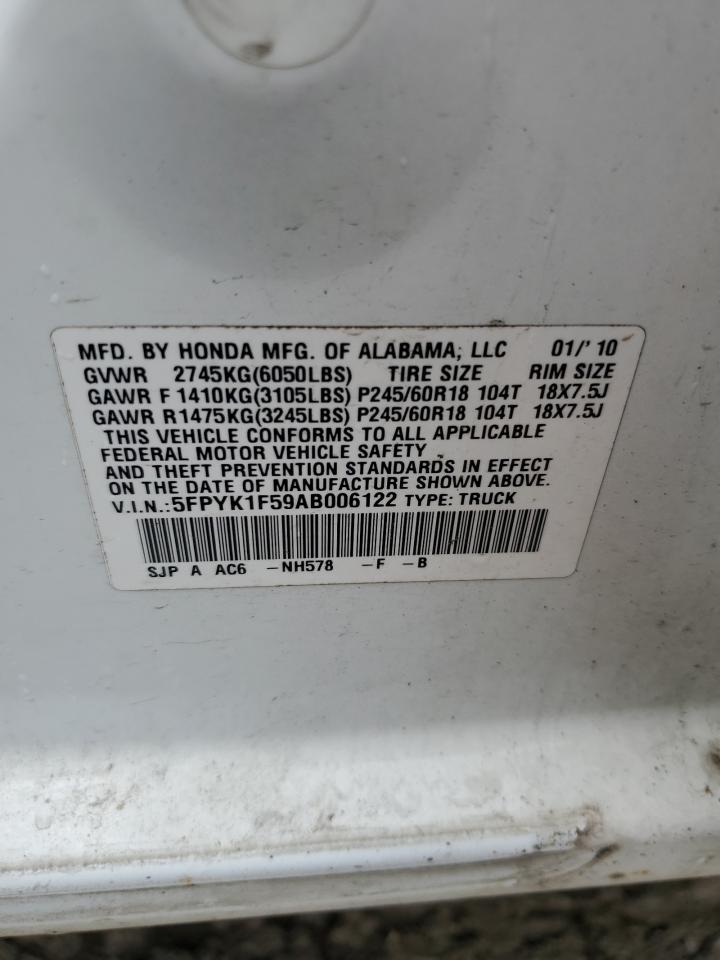 MFD. BY HONDA MFG. OF ALABAMA; LLC 01/'10
GVWR 2745KG(6050LBS) TIRE SIZE RIM SIZE
GAWR F 1410KG(3105LBS) P245/60R18 104T 18X7.5J
GAWR R1475KG(3245LBS) P245/60R18 104T 18X7.5J
THIS VEHICLE CONFORMS TO ALL APPLICABLE
FEDERAL MOTOR VEHICLE SAFETY
AND THEFT PREVENTION STANDARDS IN EFFECT
ON THE DATE OF MANUFACTURE SHOWN ABOVE.
V.I.N.:5FPYK1F59AB006122 TYPE: TRUCK
SJP A AC6 -NH578 -F -B